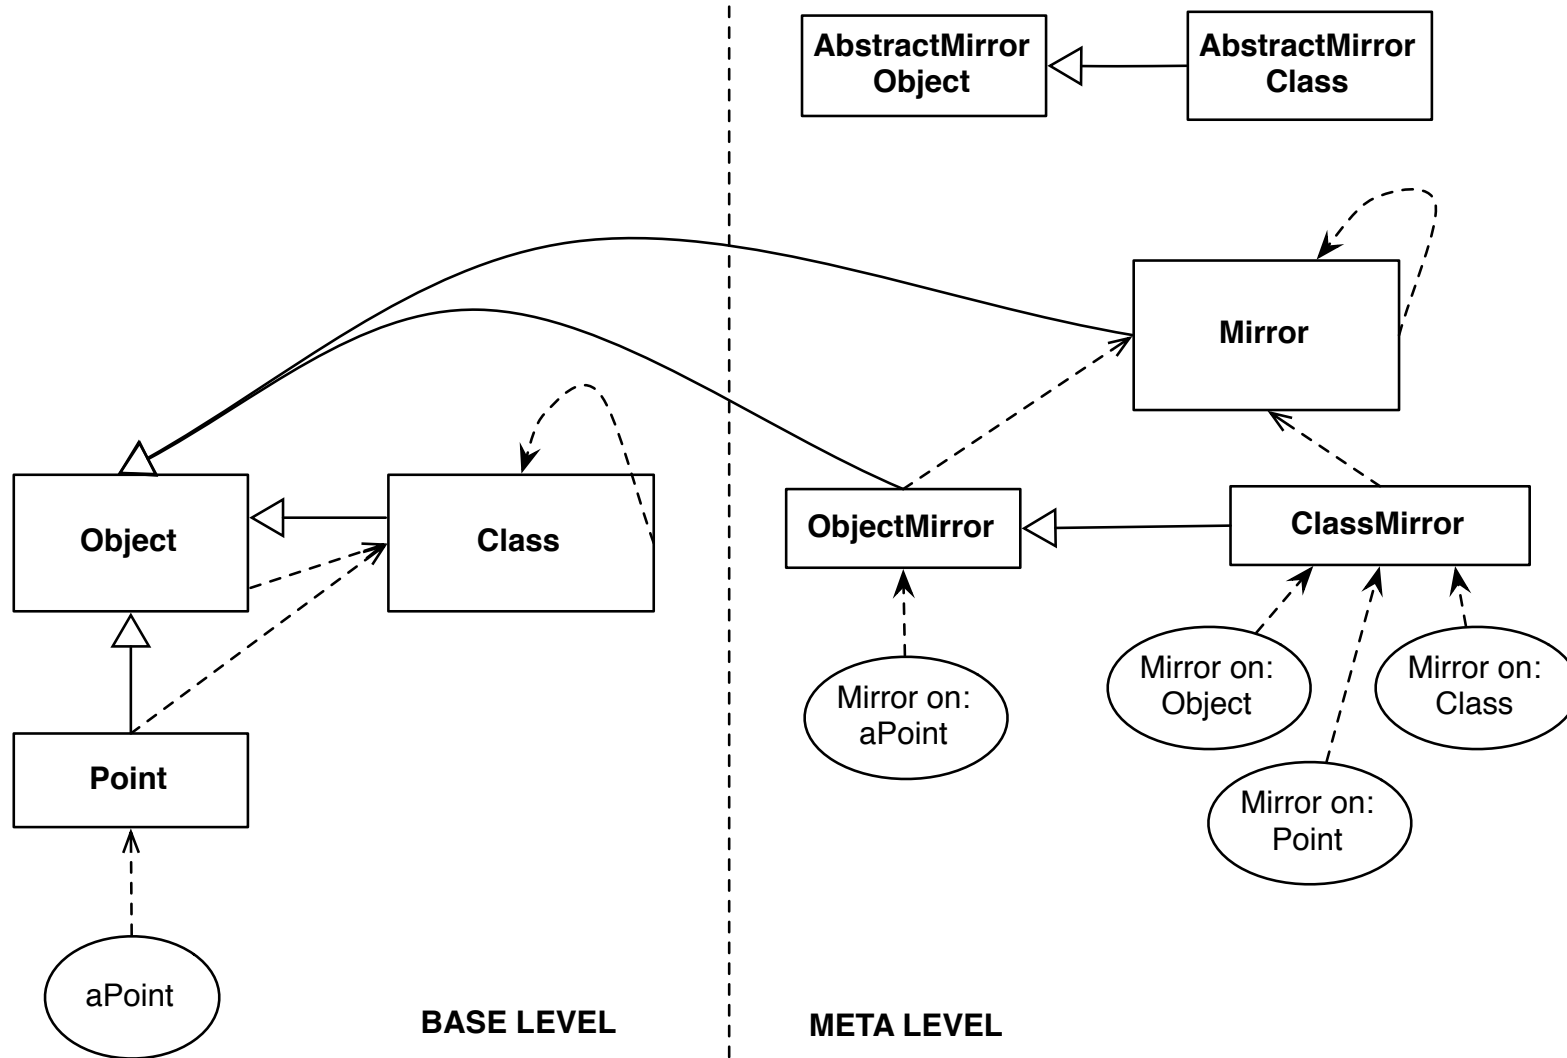 AbstractMirror
Object
AbstractMirror
Class
Mirror
Object
Class
ObjectMirror
ClassMirror
Mirror on:
aPoint
Mirror on:
Object
Mirror on:
Class
Point
Mirror on:
Point
aPoint
BASE LEVEL
META LEVEL